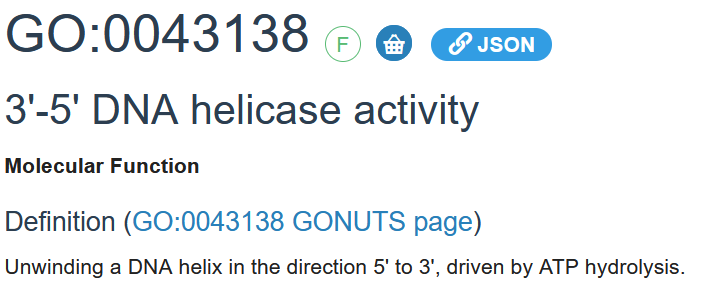 GO:0043138 F JSON
3'-5' DNA helicase activity
Molecular Function
Definition (GO:0043138 GONUTS page)
Unwinding a DNA helix in the direction 5' to 3', driven by ATP hydrolysis.